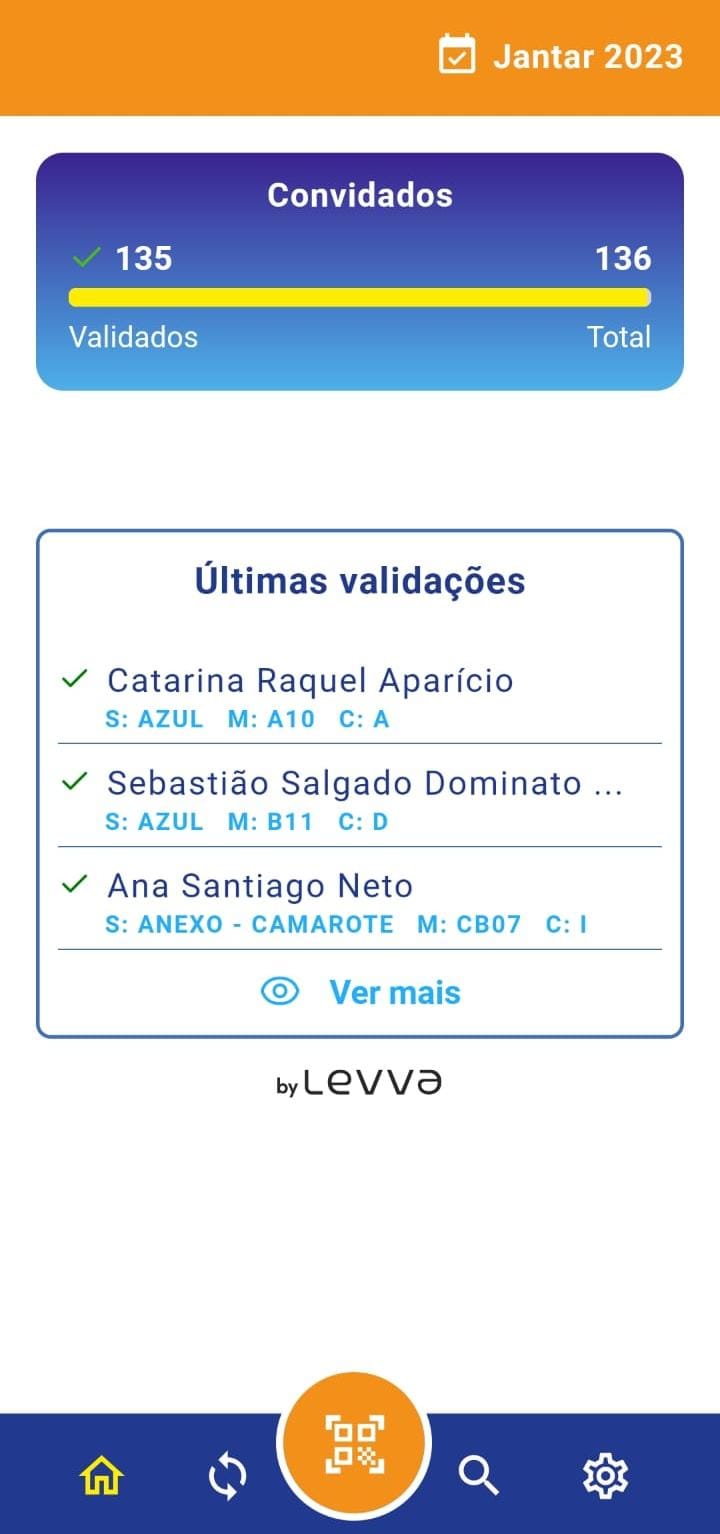 Jantar 2023
Convidados
135 136
Validados Total
Últimas validações
Catarina Raquel Aparício
S: AZUL M: A10 C: A
Sebastião Salgado Dominato ...
S: AZUL M: B11 C: D
Ana Santiago Neto
S: ANEXO - CAMAROTE M: CB07 C: I
Ver mais
by Levva